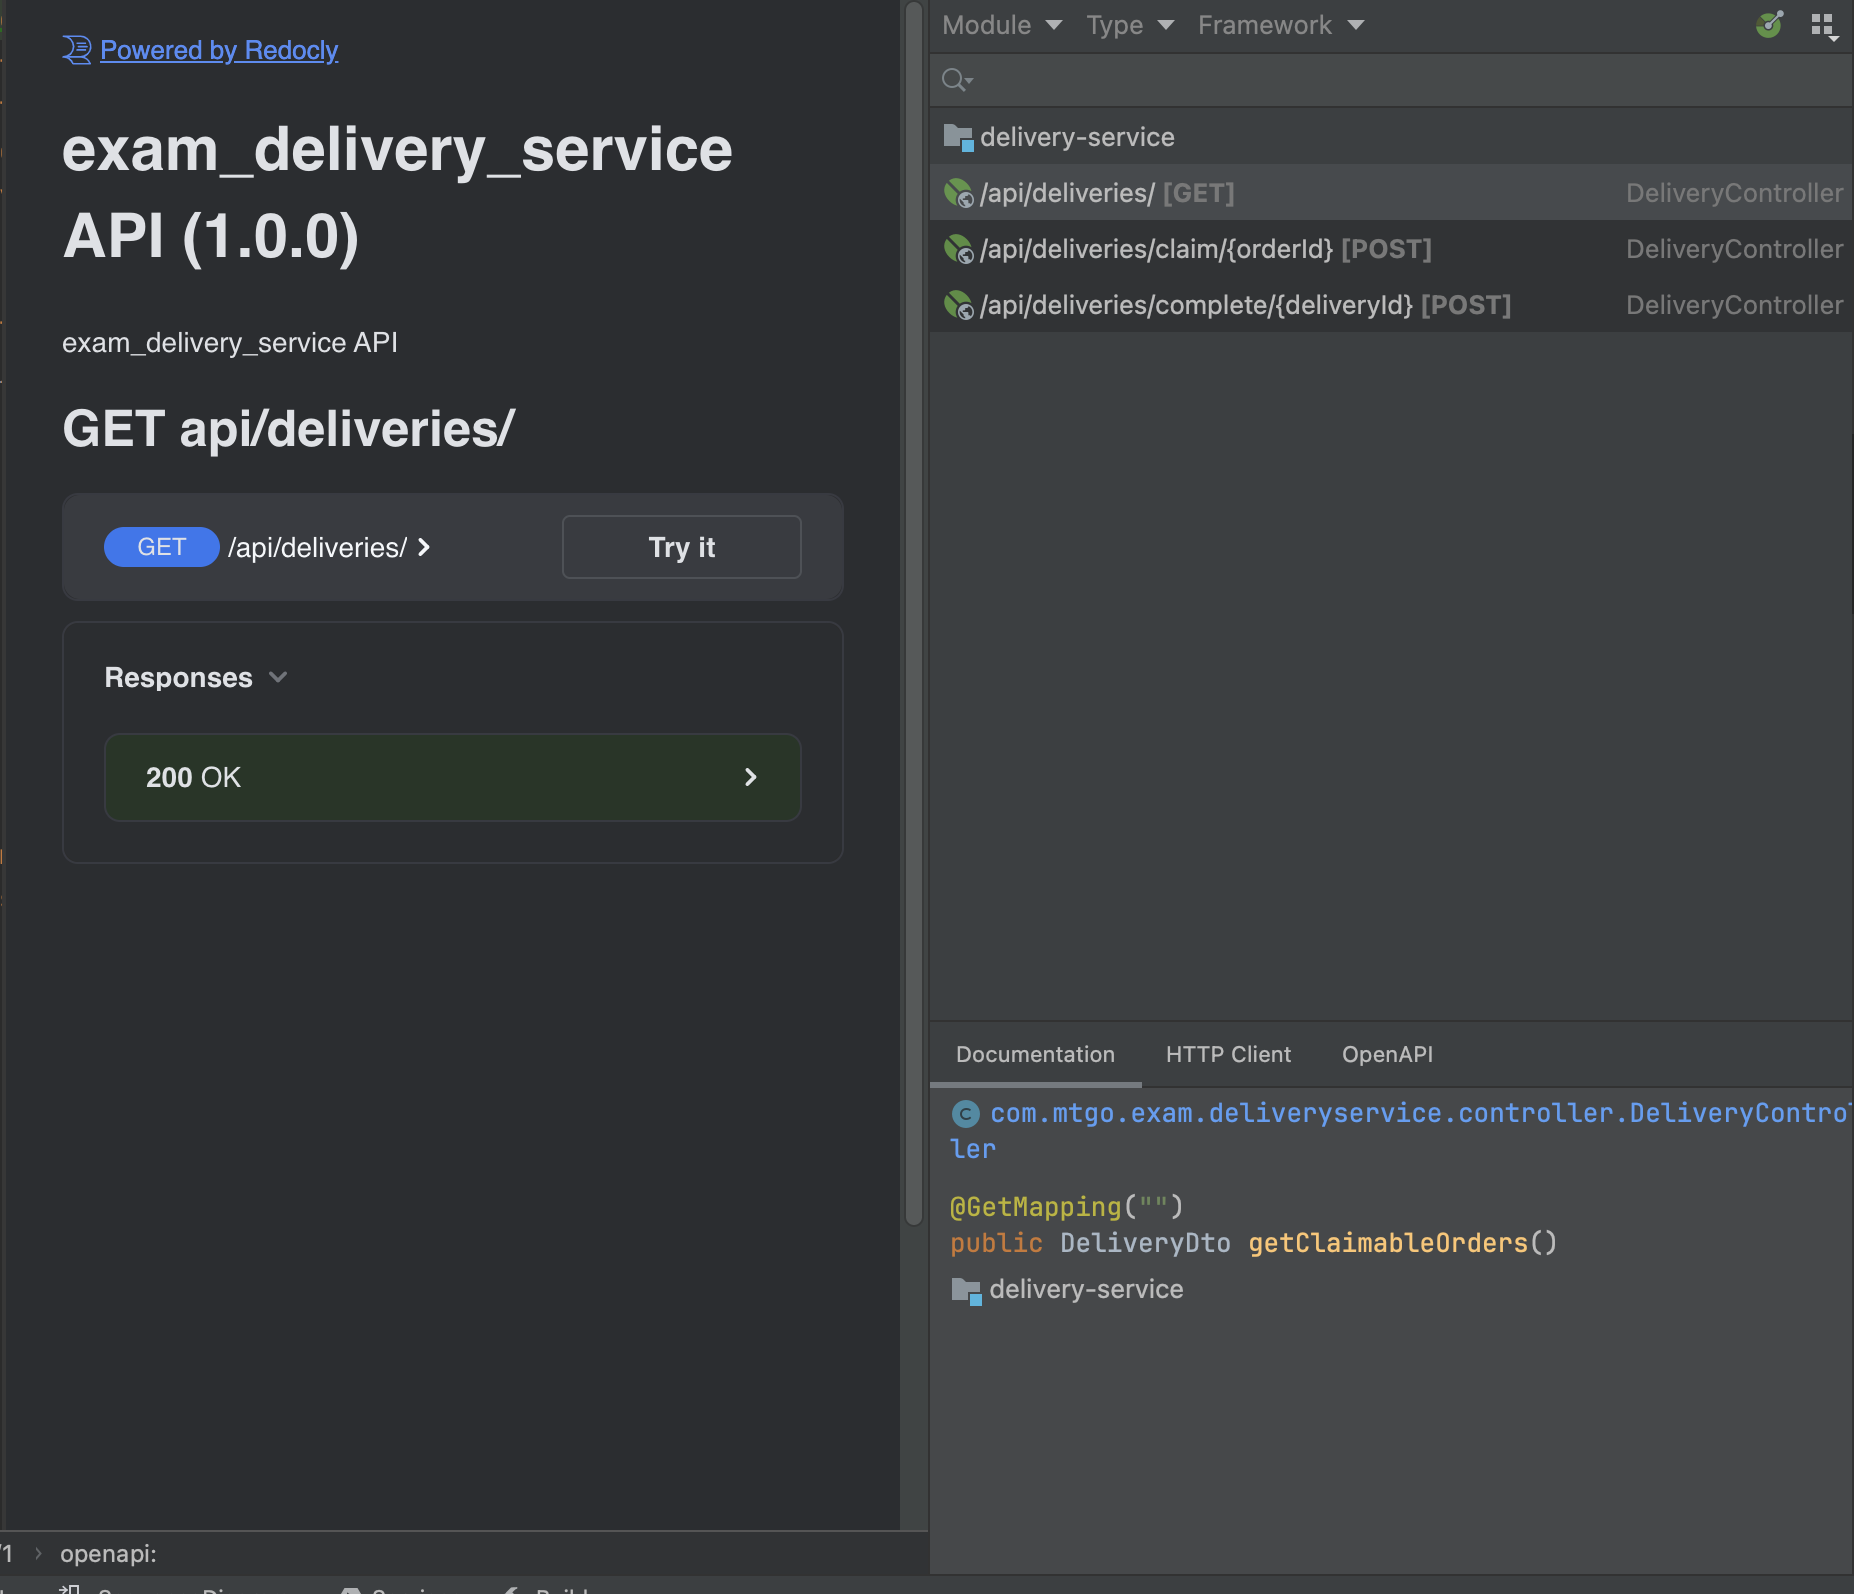 Powered by Redocly
exam_delivery_service
API (1.0.0)
exam_delivery_service API
GET api/deliveries/
GET /api/deliveries/ Try it
Responses
200 OK
openapi:
Module Type Framework
delivery-service
/api/deliveries/ [GET] DeliveryController
/api/deliveries/claim/{orderId} [POST] DeliveryController
/api/deliveries/complete/{deliveryId} [POST] DeliveryController
Documentation HTTP Client OpenAPI
com.mtgo.exam.deliveryservice.controller.DeliveryControl
ler
@GetMapping("")
public DeliveryDto getClaimableOrders()
delivery-service